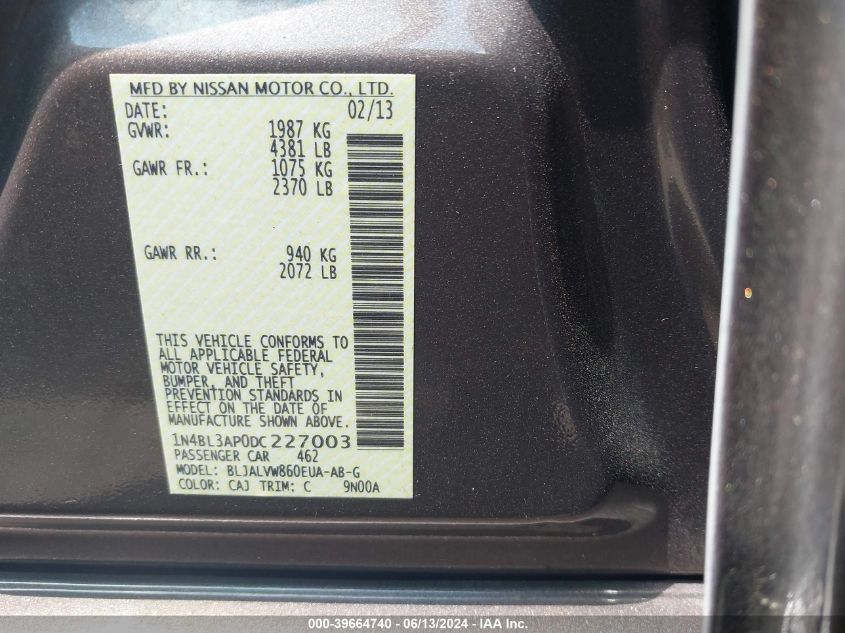 MFD BY NISSAN MOTOR CO., LTD.
DATE: 02/13
GVWR: 1987 KG
4381 LB
GAWR FR.: 1075 KG
2370 LB
GAWR RR.: 940 KG
2072 LB
THIS VEHICLE CONFORMS TO
ALL APPLICABLE FEDERAL
MOTOR VEHICLE SAFETY,
BUMPER, AND THEFT
PREVENTION STANDARDS IN
EFFECT ON THE DATE OF
MANUFACTURE SHOWN ABOVE.
1N4BL3AP0DC227003
PASSENGER CAR 462
MODEL: BLJALVW860EUA-AB-G
COLOR: CAJ TRIM: C 9N00A
000-39664740 - 06/13/2024 - IAA Inc.